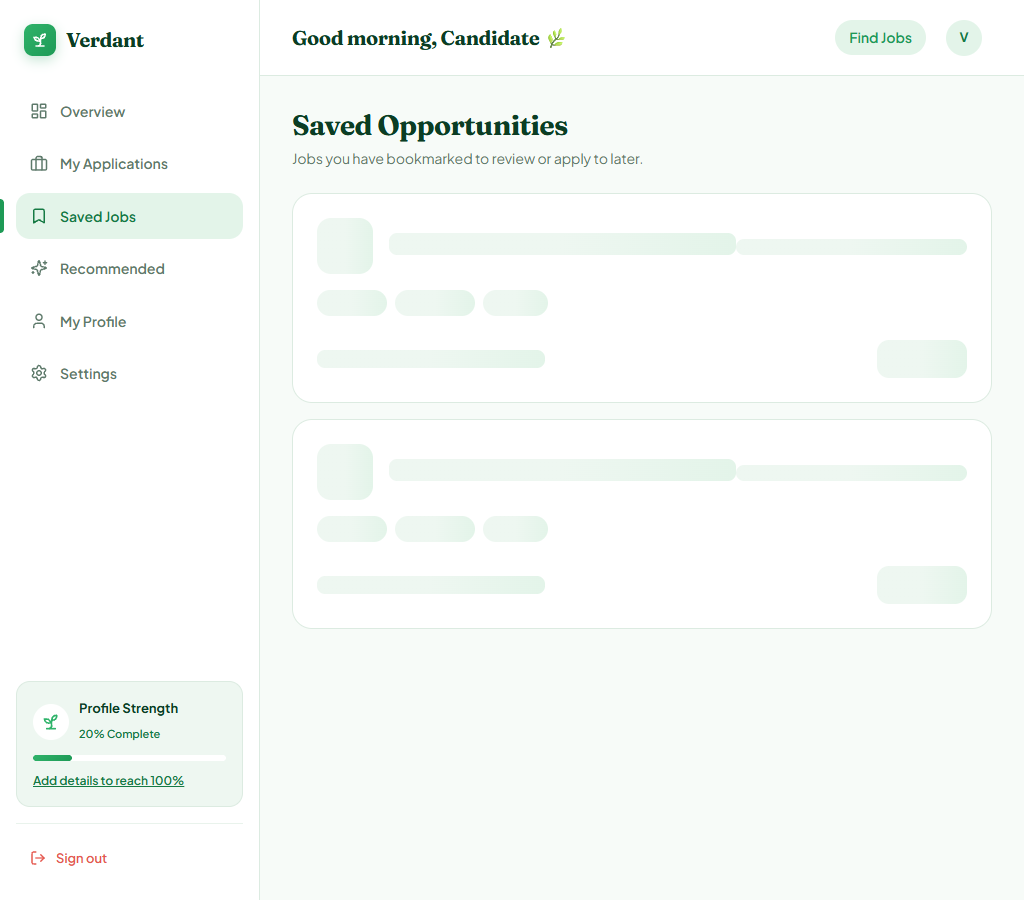 Verdant
Overview
My Applications
Saved Jobs
Recommended
My Profile
Settings
Profile Strength
20% Complete
Add details to reach 100%
Sign out
Good morning, Candidate 🌿
Find Jobs
V
Saved Opportunities
Jobs you have bookmarked to review or apply to later.